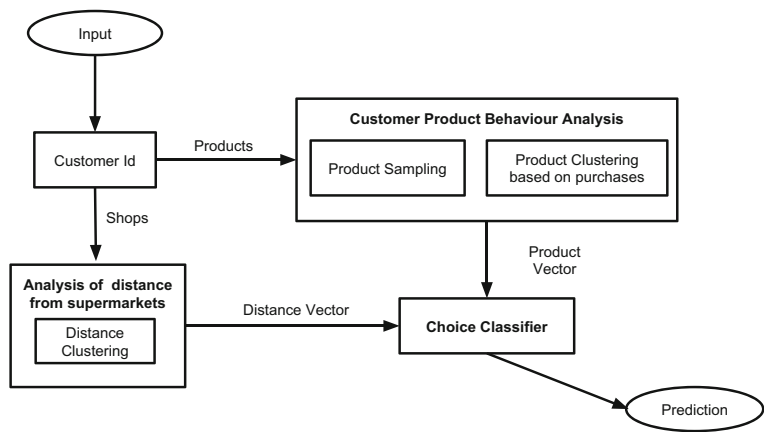 Input
Customer Id
Products
Customer Product Behaviour Analysis
Product Sampling
Product Clustering
based on purchases
Shops
Product
Vector
Analysis of distance
from supermarkets
Distance
Clustering
Distance Vector
Choice Classifier
Prediction